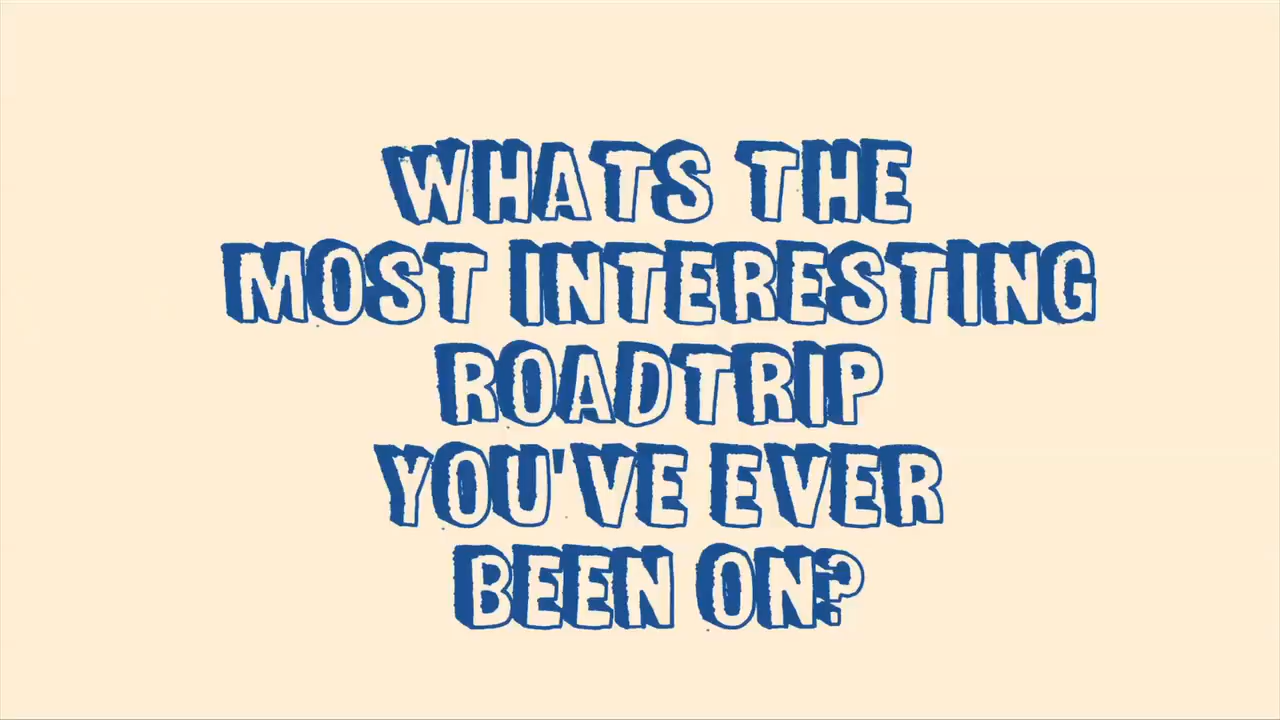 WHATS THE
MOST INTERESTING
ROADTRIP
YOU'VE EVER
BEEN ON?